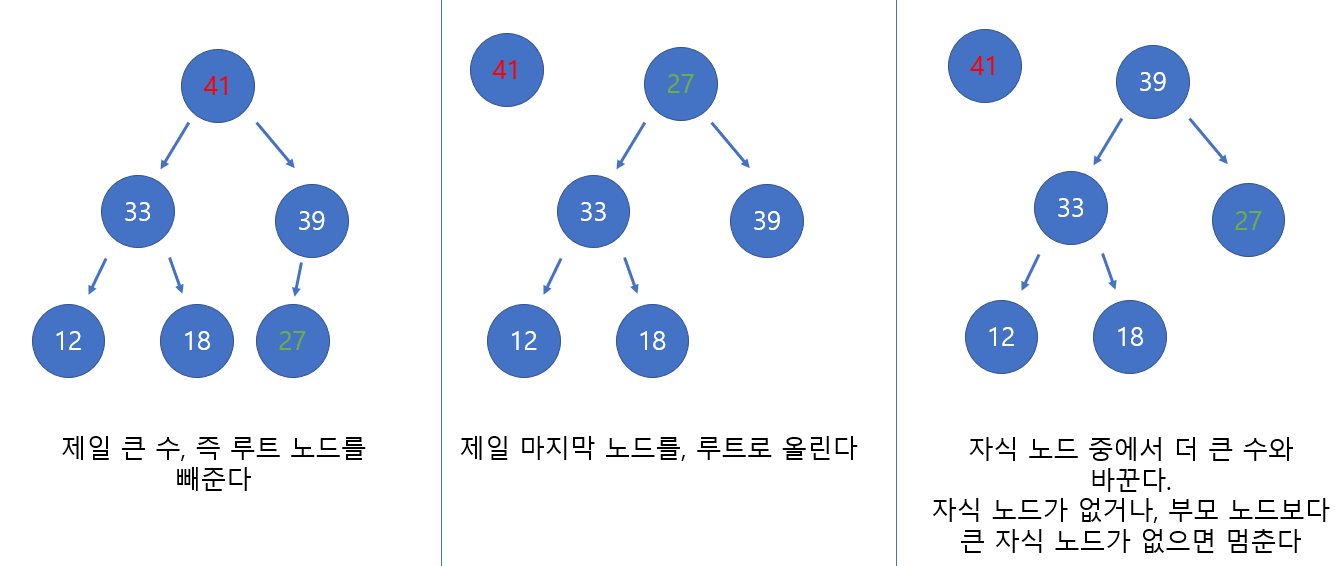 41
33
39
12
18
27
제일 큰 수, 즉 루트 노드를
빼준다
41
27
33
39
12
18
제일 마지막 노드를, 루트로 올린다
41
39
33
27
12
18
자식 노드 중에서 더 큰 수와
바꾼다.
자식 노드가 없거나, 부모 노드보다
큰 자식 노드가 없으면 멈춘다